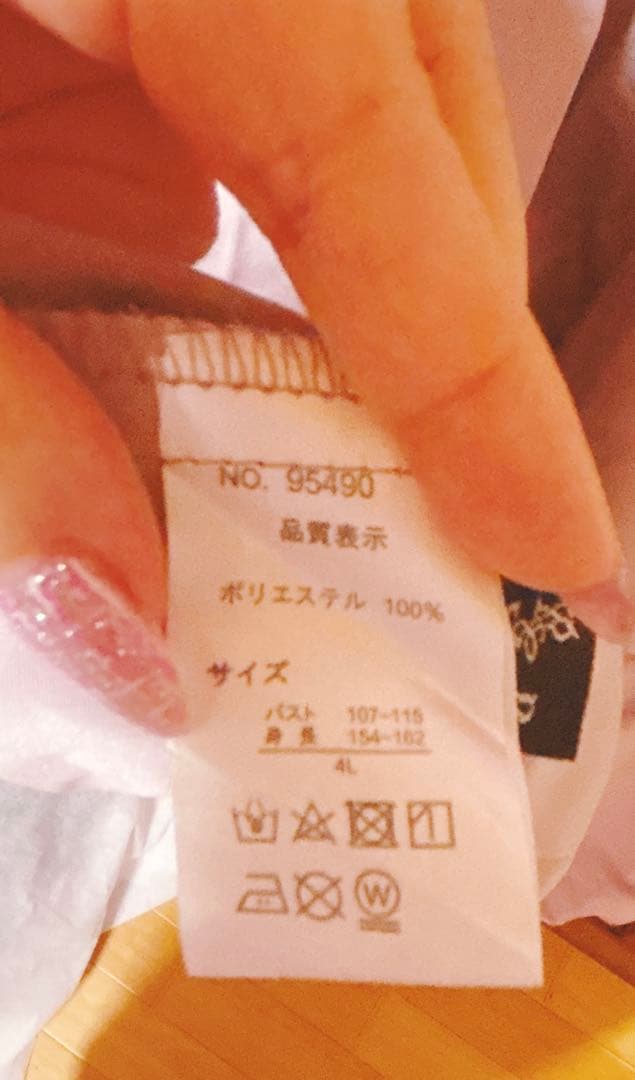 NO. 95490
品質表示
ポリエステル 100%
サイズ
バスト 107-115
身長 154-162
4L
W